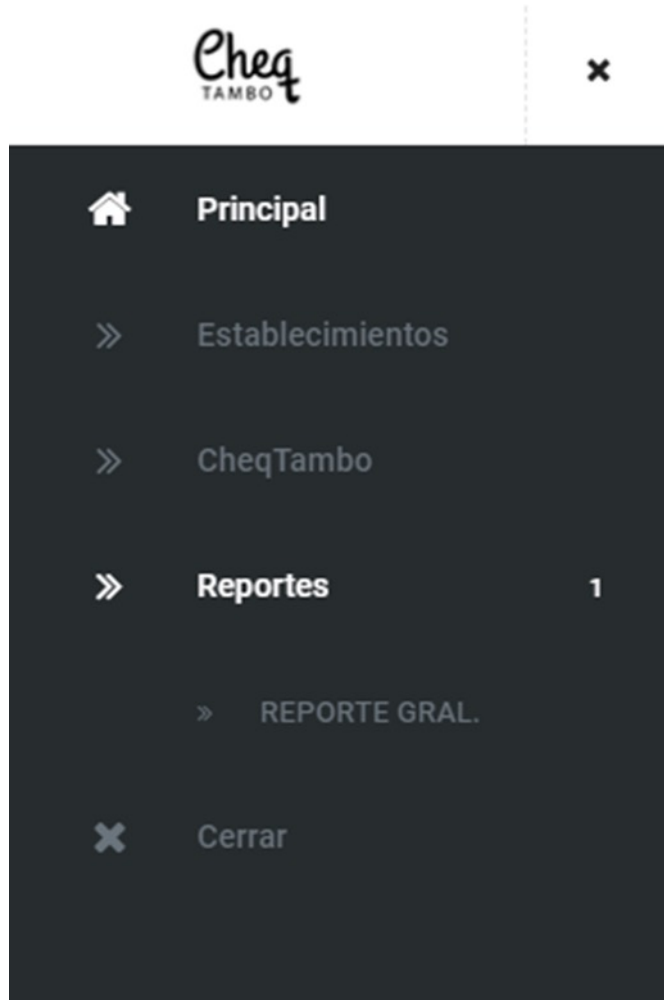 Cheq
TAMBO
Principal
Establecimientos
CheqTambo
Reportes 1
REPORTE GRAL.
Cerrar